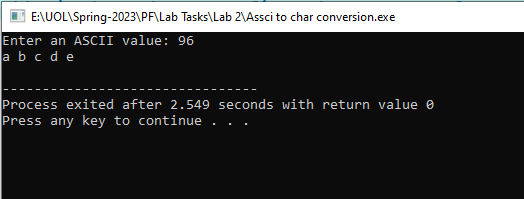 E:\UOL\Spring-2023\PF\Lab Tasks\Lab 2\Assci to char conversion.exe
Enter an ASCII value: 96
a b c d e
--------------------------------
Process exited after 2.549 seconds with return value 0
Press any key to continue . . .